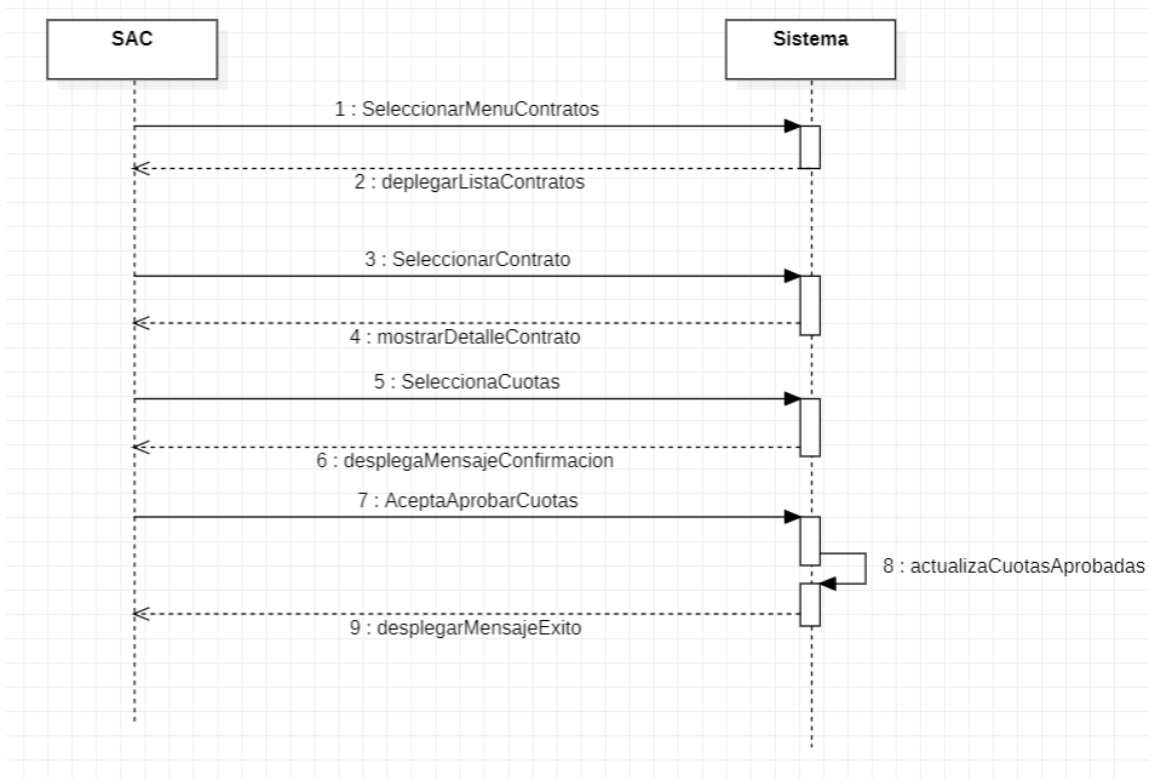 SAC
Sistema
1 : SeleccionarMenuContratos
2 : deplegarListaContratos
3 : SeleccionarContrato
4 : mostrarDetalleContrato
5 : SeleccionaCuotas
6 : desplegaMensajeConfirmacion
7 : AceptaAprobarCuotas
8 : actualizaCuotasAprobadas
9 : desplegarMensajeExito